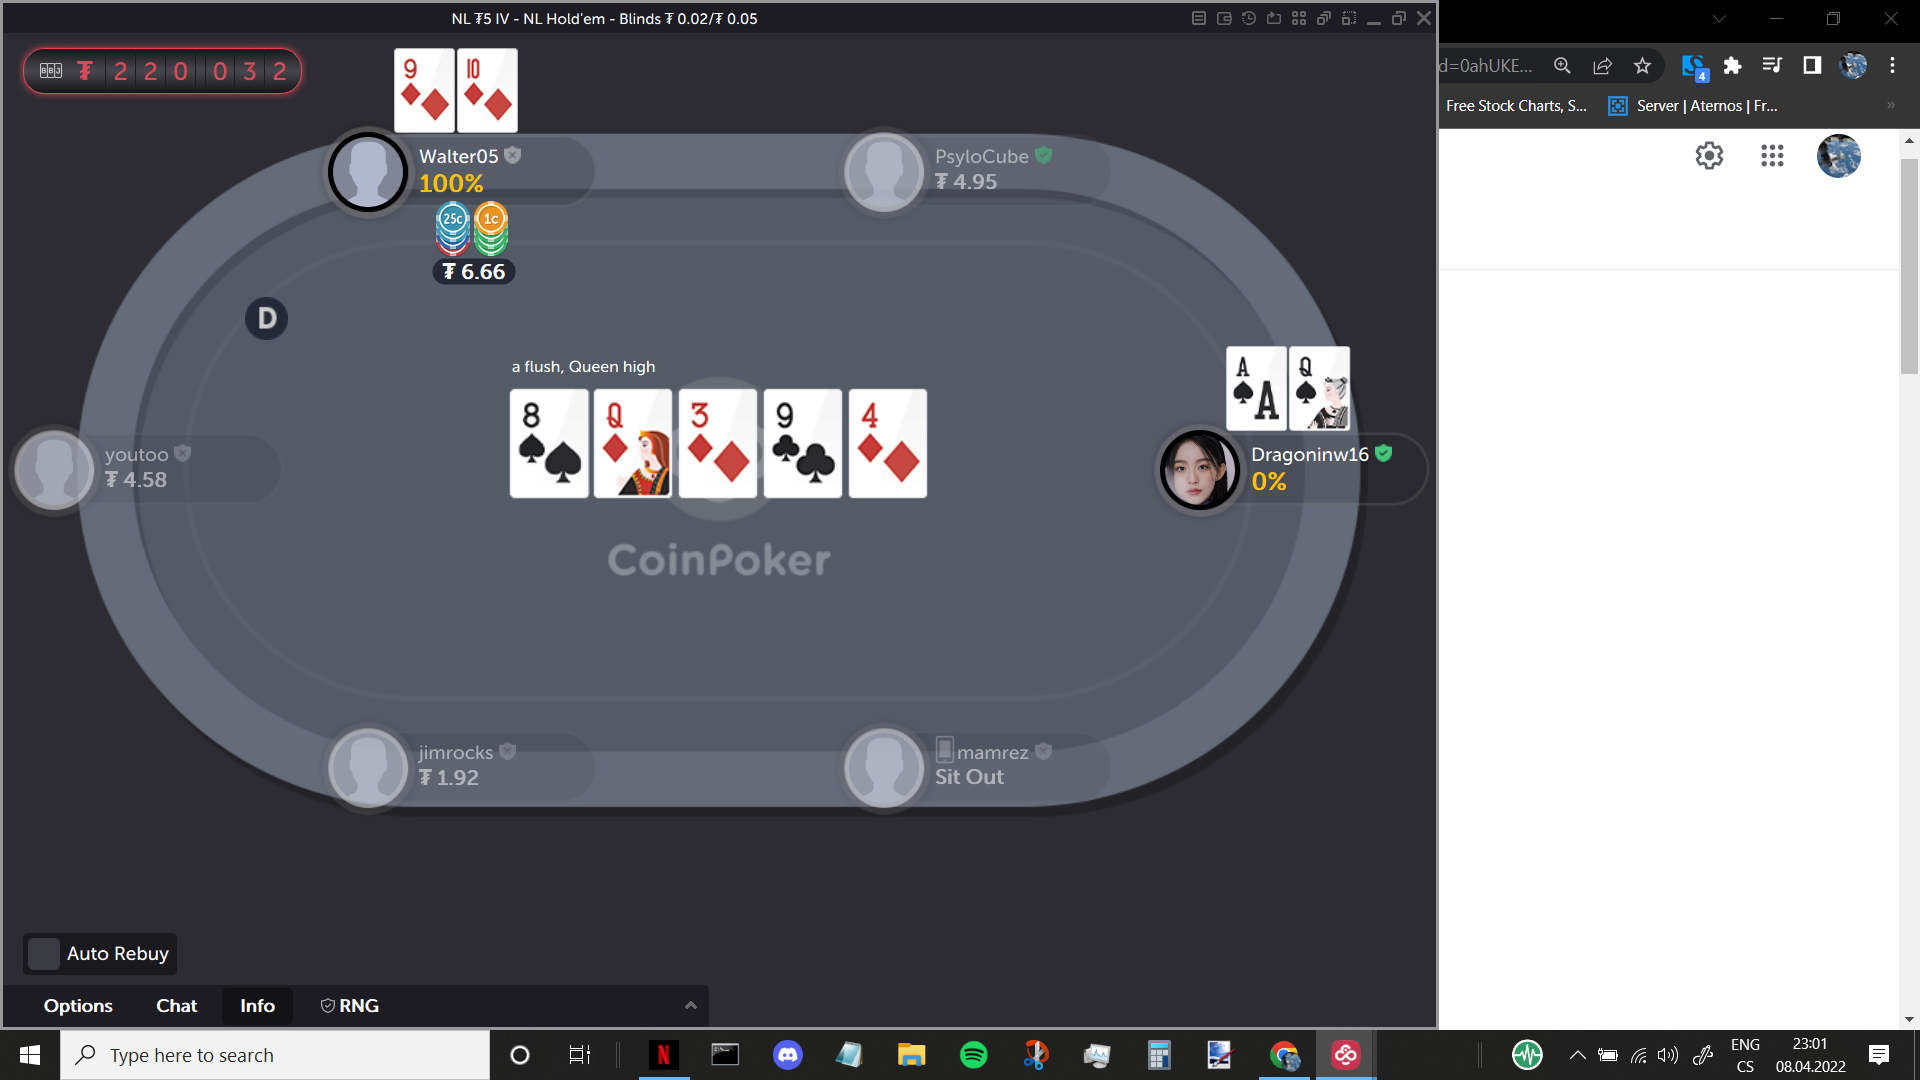 NL ₮5 IV - NL Hold'em - Blinds ₮ 0.02/₮ 0.05
BBJ ₮ 2 2 0 0 3 2
9 10
Walter05
100%
PsyloCube
₮ 4.95
25c 1c
₮ 6.66
D
a flush, Queen high
8 Q 3 9 4
A A Q
Dragoninw16
0%
youtoo
₮ 4.58
CoinPoker
jimrocks
₮ 1.92
mamrez
Sit Out
Auto Rebuy
Options Chat Info RNG
d=0ahUKE...
4
Free Stock Charts, S... Server | Aternos | Fr... »
Type here to search
N
ENG
CS
23:01
08.04.2022